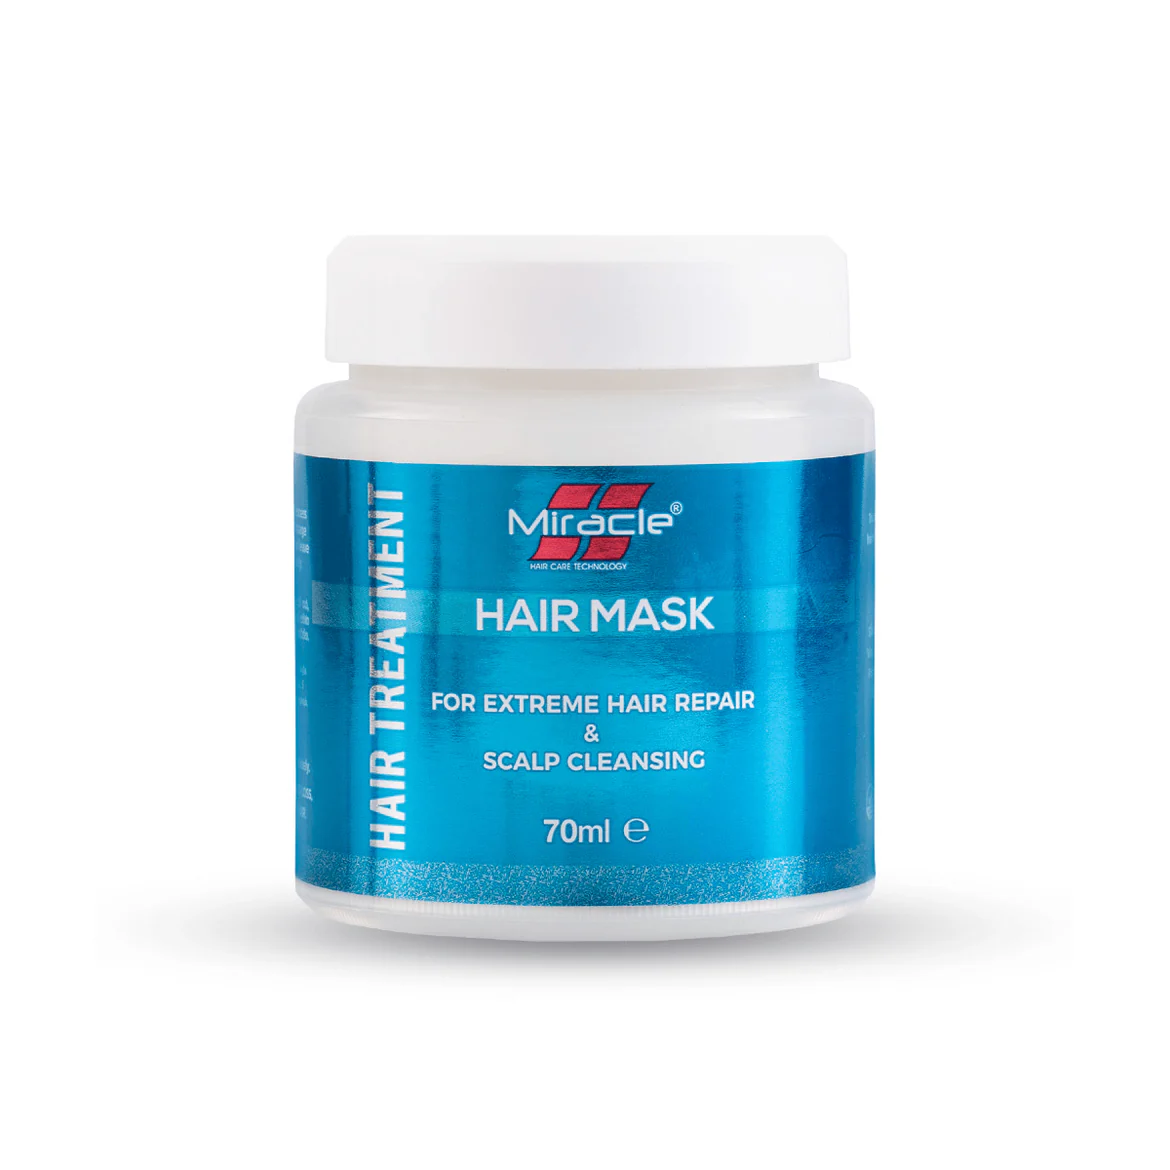 Miracle®
HAIR CARE TECHNOLOGY
HAIR MASK
FOR EXTREME HAIR REPAIR
&
SCALP CLEANSING
70ml ℮
HAIR TREATMENT